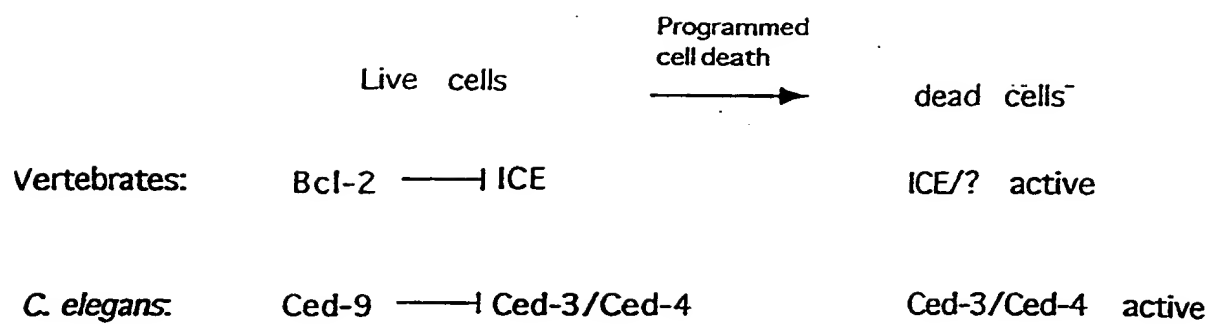 Programmed
cell death
Live cells
dead cells
Vertebrates: Bcl-2 ICE ICE/? active
C. elegans: Ced-9 Ced-3/Ced-4 Ced-3/Ced-4 active